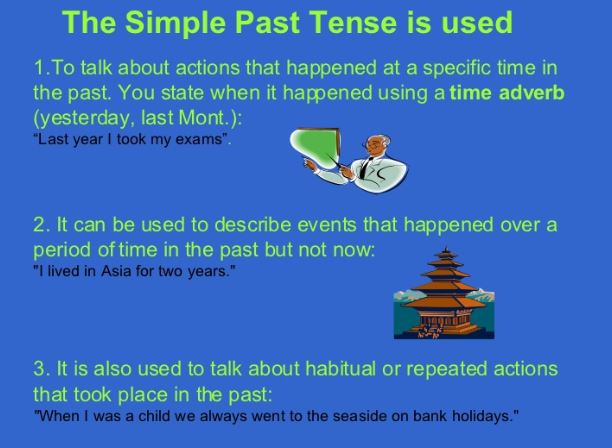 The Simple Past Tense is used
1.To talk about actions that happened at a specific time in
the past. You state when it happened using a time adverb
(yesterday, last Mont.):
“Last year I took my exams”.
2. It can be used to describe events that happened over a
period of time in the past but not now:
"I lived in Asia for two years."
3. It is also used to talk about habitual or repeated actions
that took place in the past:
"When I was a child we always went to the seaside on bank holidays."